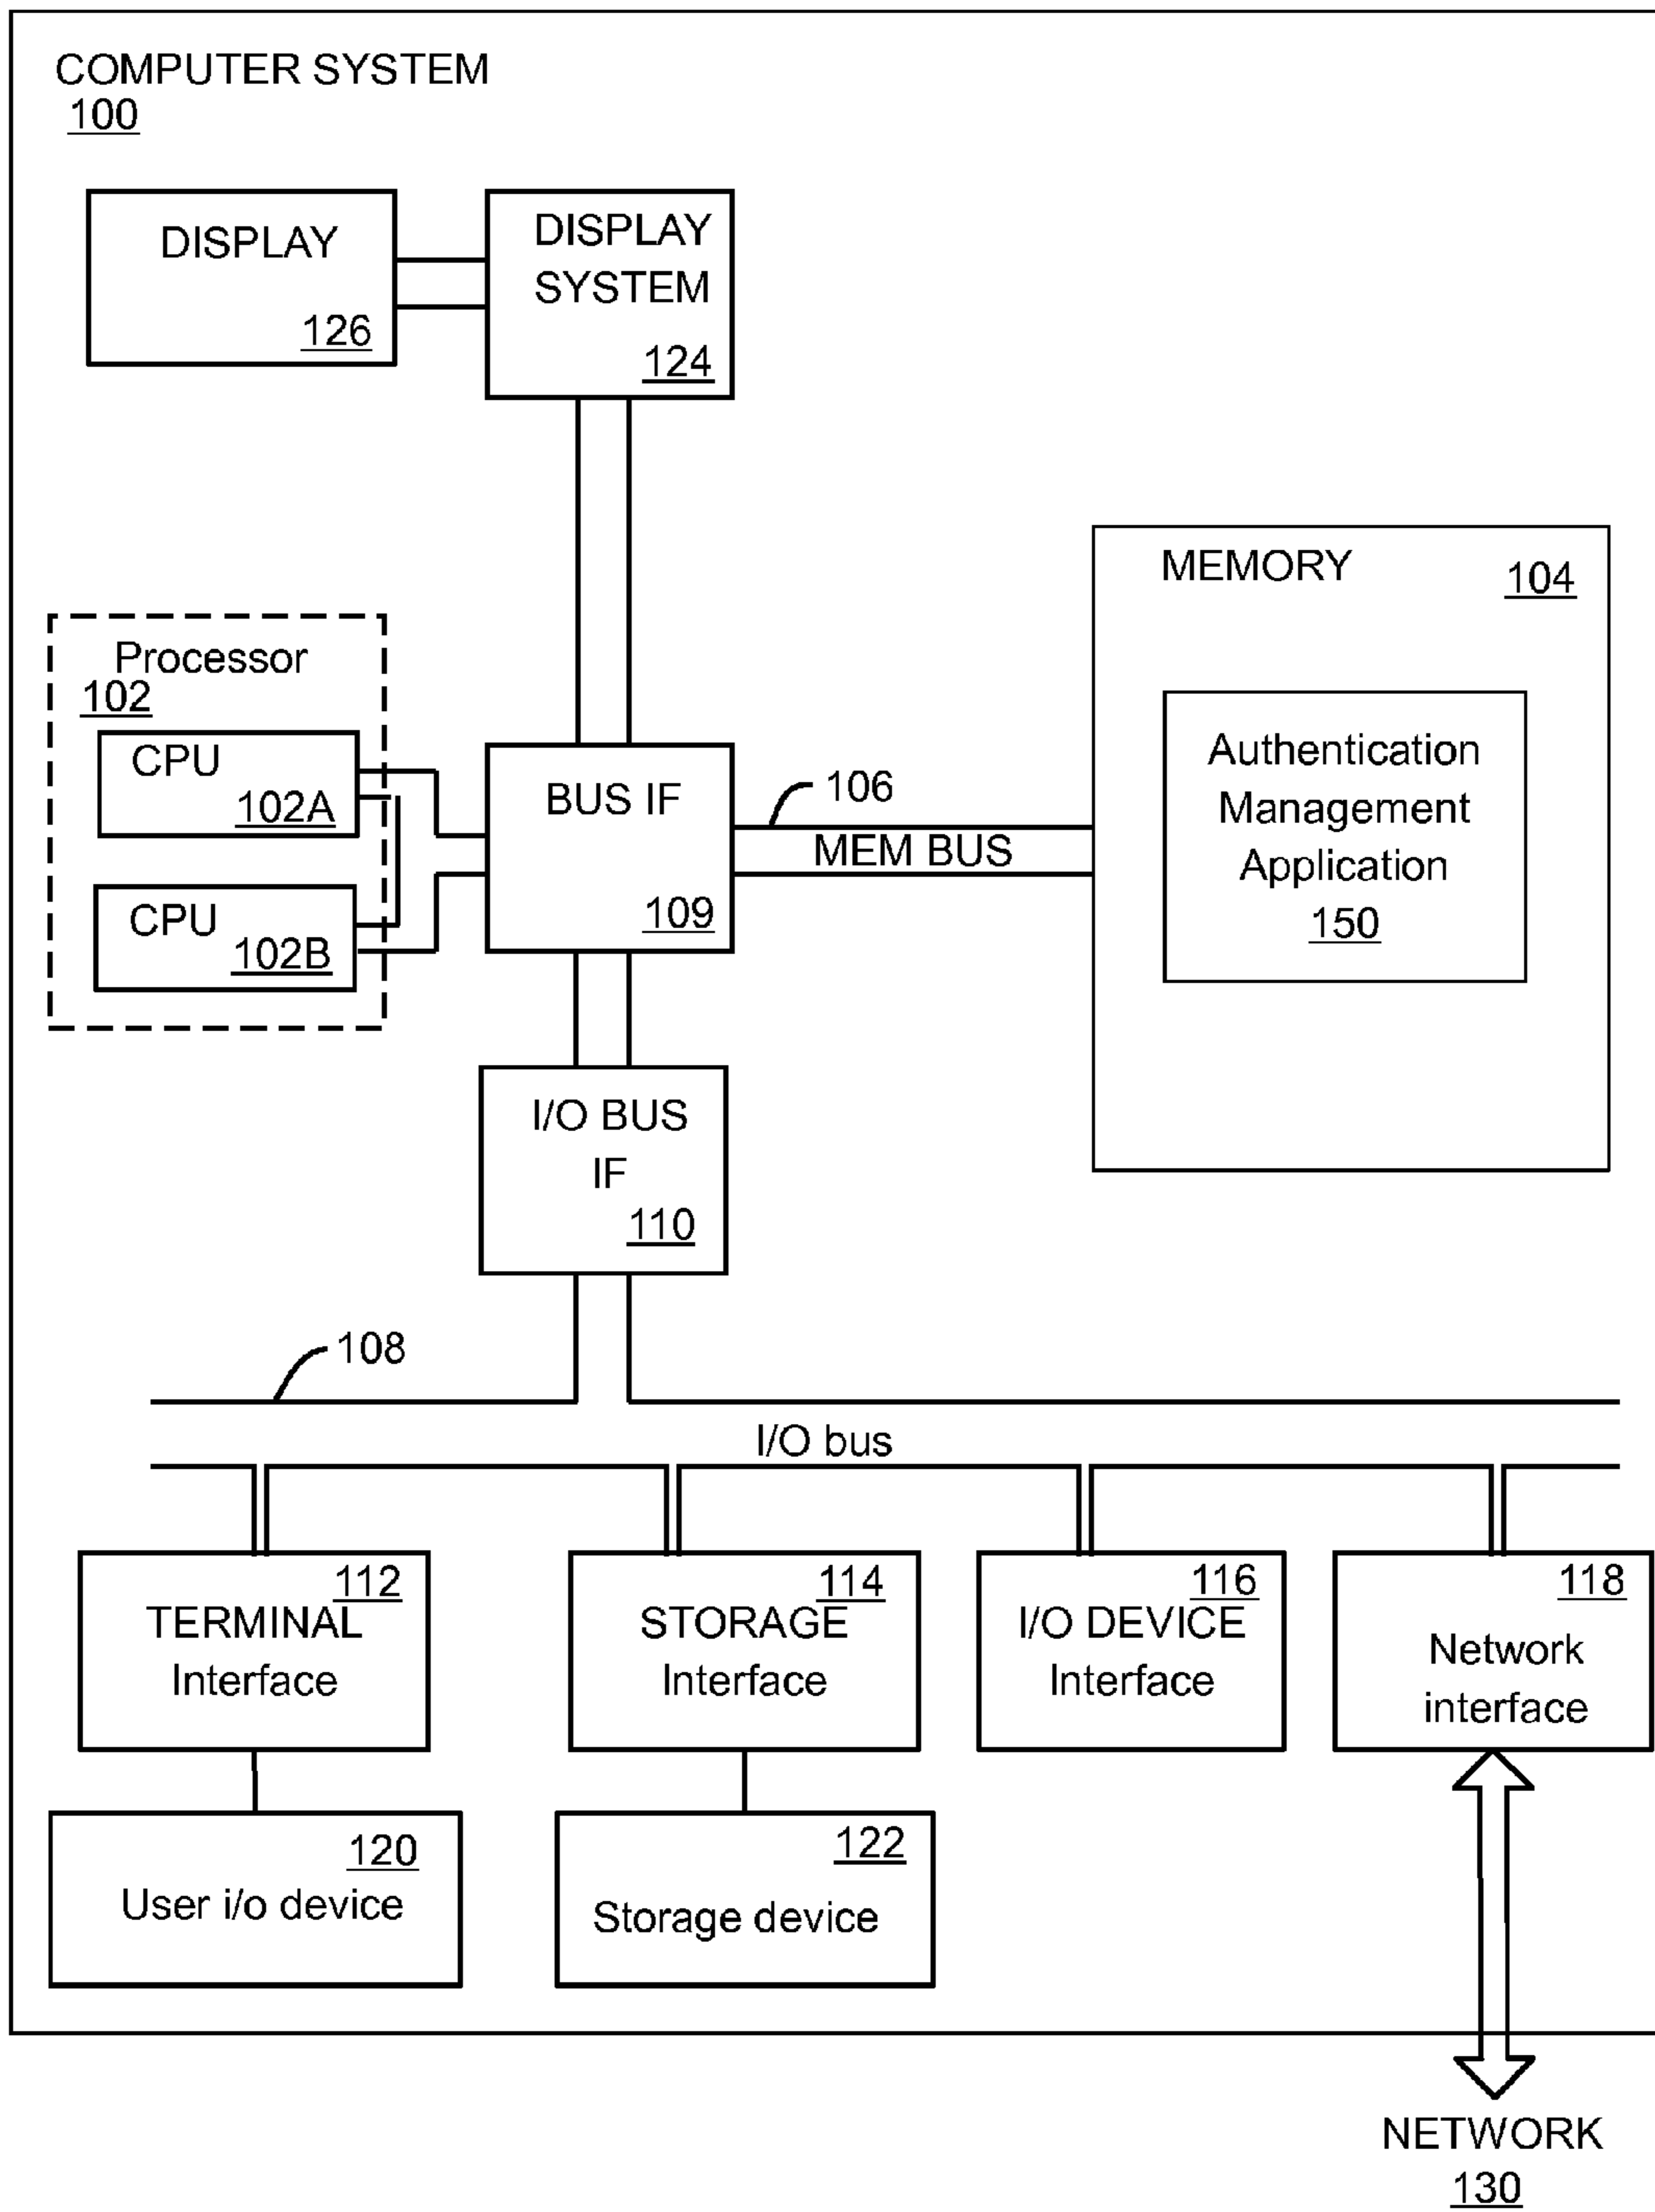 COMPUTER SYSTEM
100
DISPLAY
126
DISPLAY
SYSTEM
124
MEMORY
104
Authentication
Management
Application
150
Processor
102
CPU
102A
CPU
102B
BUS IF
109
106
MEM BUS
I/O BUS
IF
110
108
I/O bus
112
TERMINAL
Interface
114
STORAGE
Interface
116
I/O DEVICE
Interface
118
Network
interface
120
User i/o device
122
Storage device
NETWORK
130